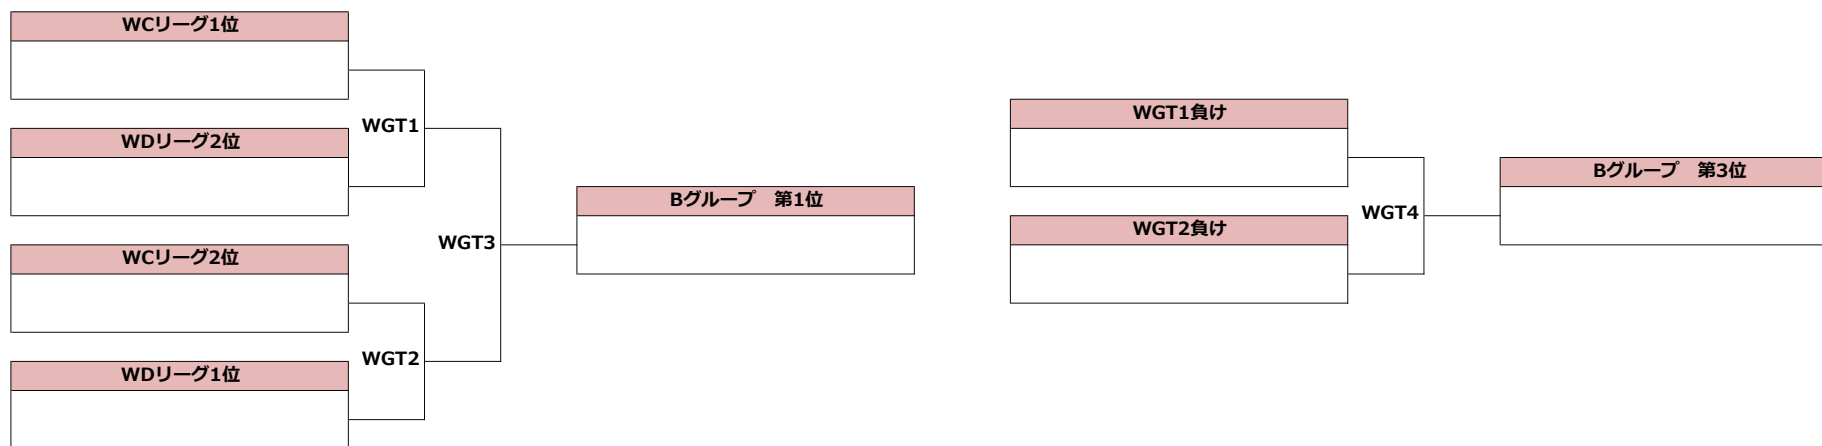 WCリーグ1位
WGT1
WDリーグ2位
WGT3
Bグループ　第1位
WCリーグ2位
WGT2
WDリーグ1位
WGT1負け
WGT4
Bグループ　第3位
WGT2負け